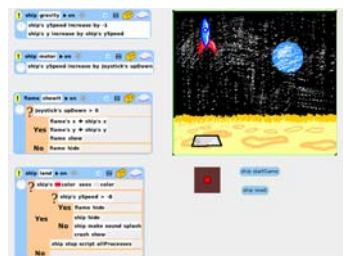 ship gravity on
ship's ySpeed increase by -1
ship's y increase by ship's ySpeed
ship motor on
ship's ySpeed increase by joystick's upDown
flame showIt on
joystick's upDown > 0
Yes
flame's x ← ship's x
flame's y ← ship's y
flame show
No flame hide
ship land on
ship's color sees color
ship's ySpeed > -8
Yes
Yes flame hide
No
ship hide
ship make sound splash
crash show
ship stop script allProcesses
No
ship startGame
ship reset